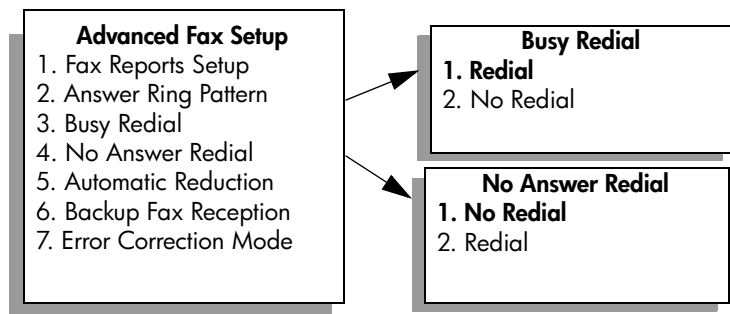 Advanced Fax Setup
1. Fax Reports Setup
2. Answer Ring Pattern
3. Busy Redial
4. No Answer Redial
5. Automatic Reduction
6. Backup Fax Reception
7. Error Correction Mode
Busy Redial
1. Redial
2. No Redial
No Answer Redial
1. No Redial
2. Redial